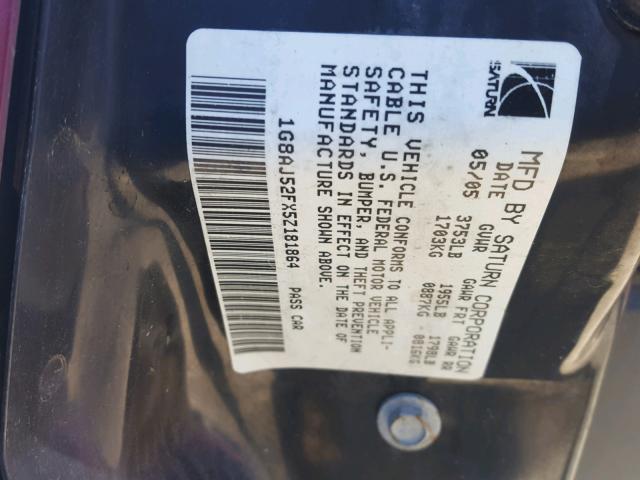 SATURN
MFD BY SATURN CORPORATION
DATE GVWR GAWR FRT GAWR RR
05/05 3753LB 1955LB 1798LB
1703KG 0887KG 0816KG
THIS VEHICLE CONFORMS TO ALL APPLI-
CABLE U.S. FEDERAL MOTOR VEHICLE
SAFETY, BUMPER, AND THEFT PREVENTION
STANDARDS IN EFFECT ON THE DATE OF
MANUFACTURE SHOWN ABOVE.
1G8AJ52FX5Z181864 PASS CAR